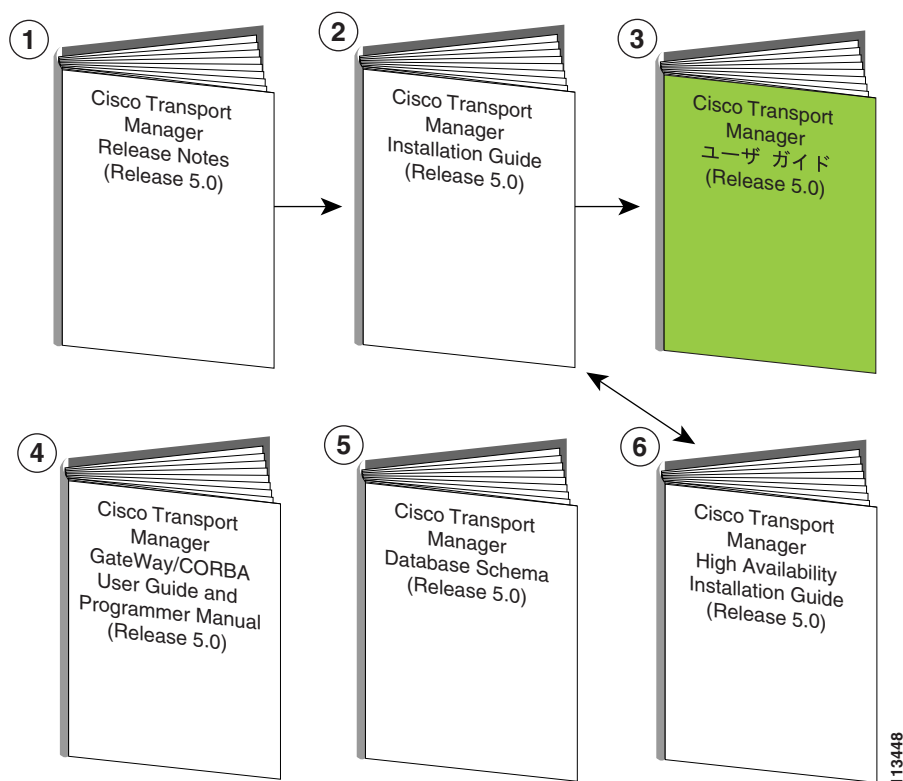 1
Cisco Transport
Manager
Release Notes
(Release 5.0)
2
Cisco Transport
Manager
Installation Guide
(Release 5.0)
3
Cisco Transport
Manager
ユーザ ガイド
(Release 5.0)
4
Cisco Transport
Manager
GateWay/CORBA
User Guide and
Programmer Manual
(Release 5.0)
5
Cisco Transport
Manager
Database Schema
(Release 5.0)
6
Cisco Transport
Manager
High Availability
Installation Guide
(Release 5.0)
113448